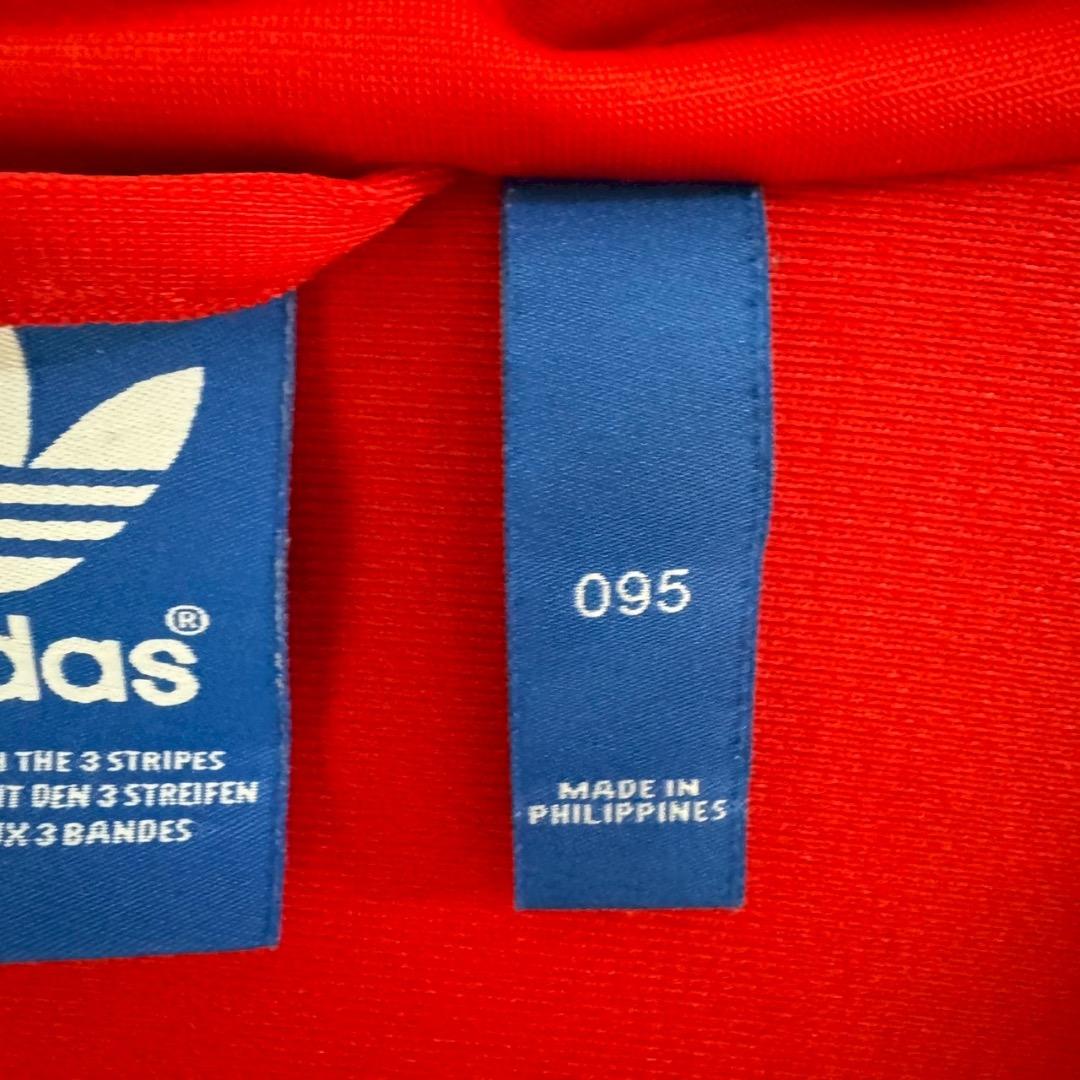 das®
THE 3 STRIPES
DEN 3 STREIFEN
3 BANDES
095
MADE IN
PHILIPPINES